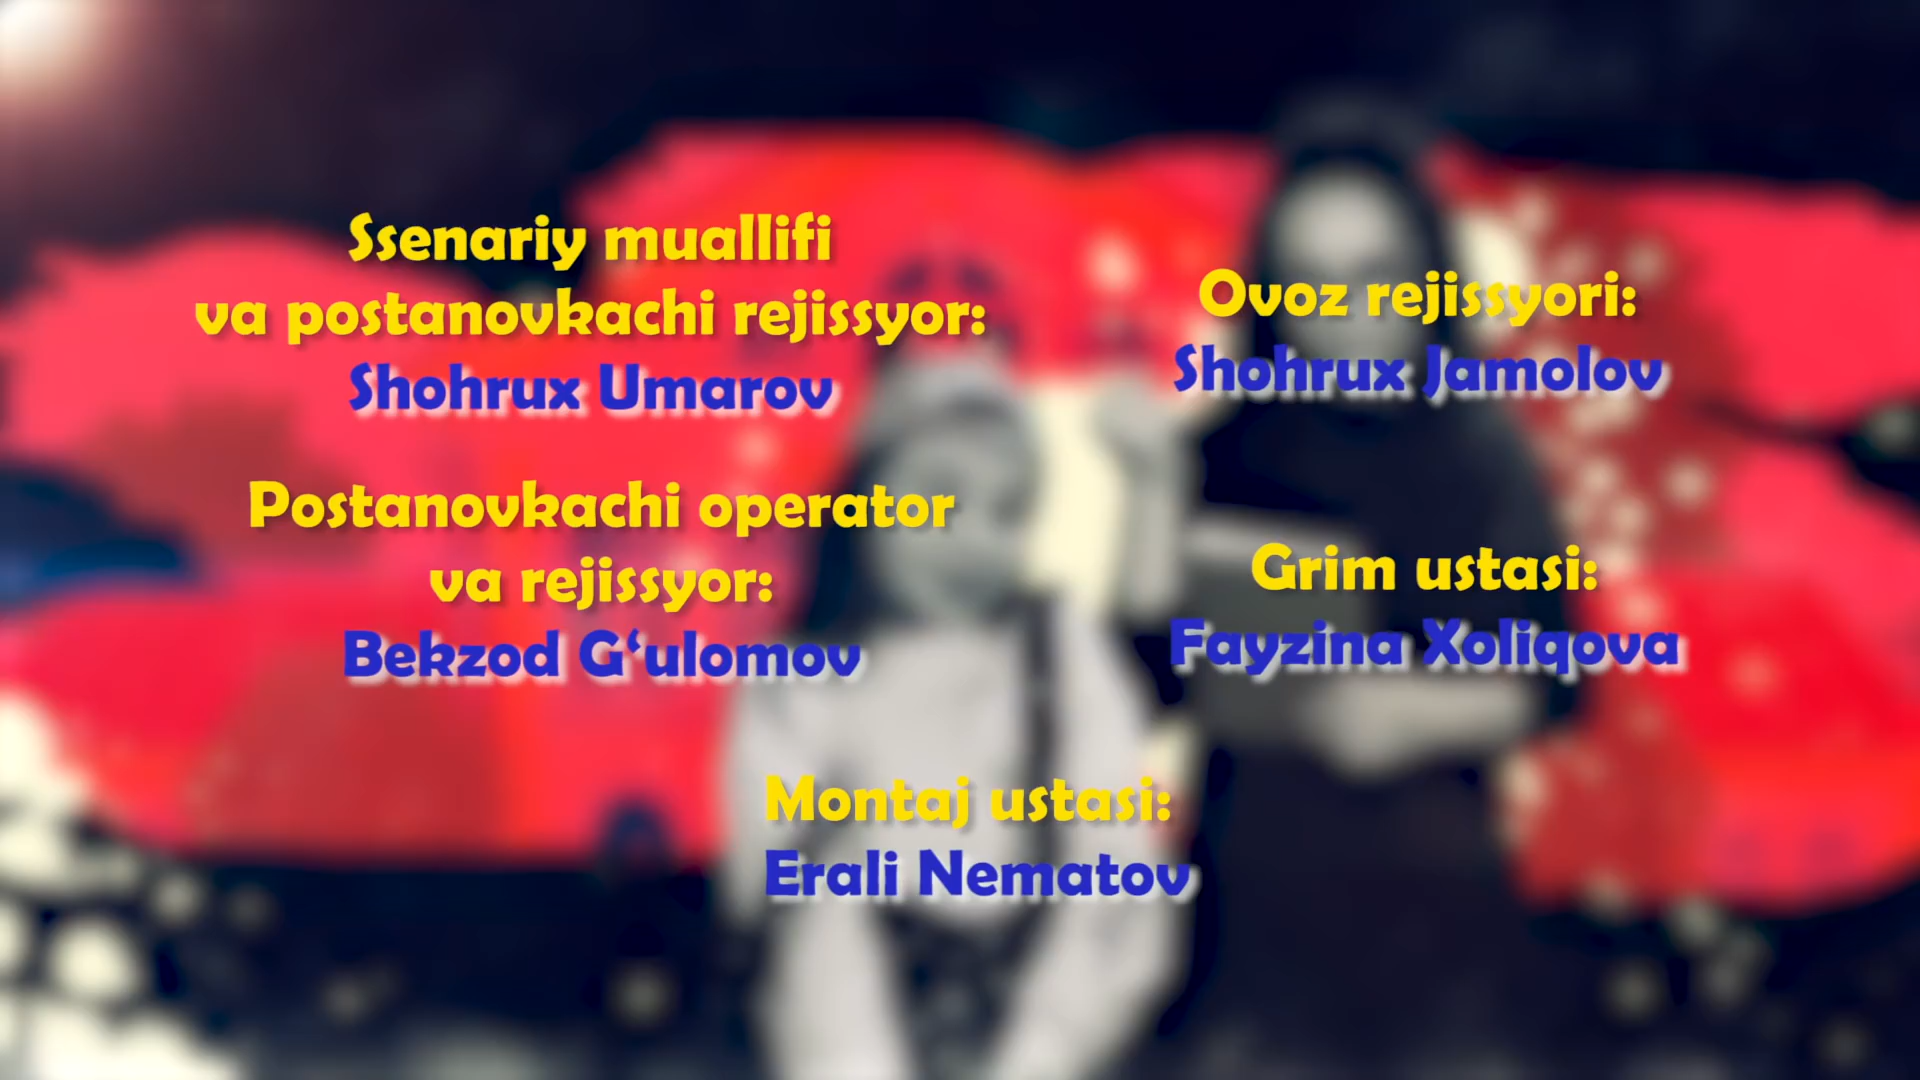 Ssenariy muallifi
va postanovkachi rejissyor:
Shohrux Umarov
Postanovkachi operator
va rejissyor:
Bekzod G‘ulomov
Ovoz rejissyori:
Shohrux Jamolov
Grim ustasi:
Fayzina Xoliqova
Montaj ustasi:
Erali Nematov